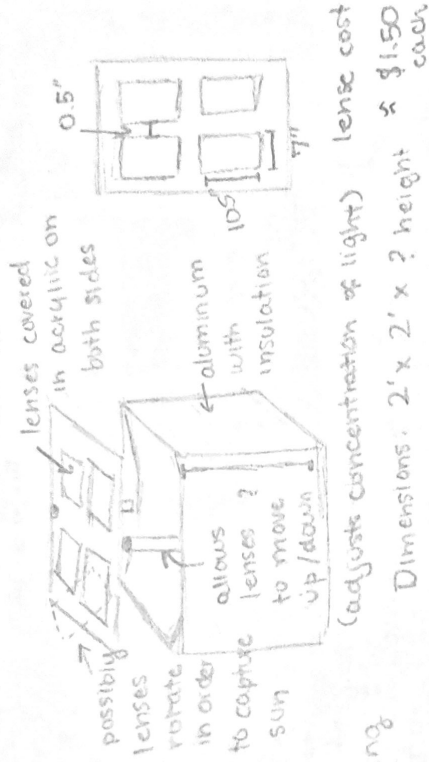 lenses covered
in acrylic on
both sides
0.5"
possibly
lenses
rotate
in order
to capture
sun
allows
lenses ?
to move
up/down
aluminum
with
insulation
10.5"
7"
(adjusts concentration of light)
lense cost
≈ $1.50
each
Dimensions: 2' x 2' x ? height
ng